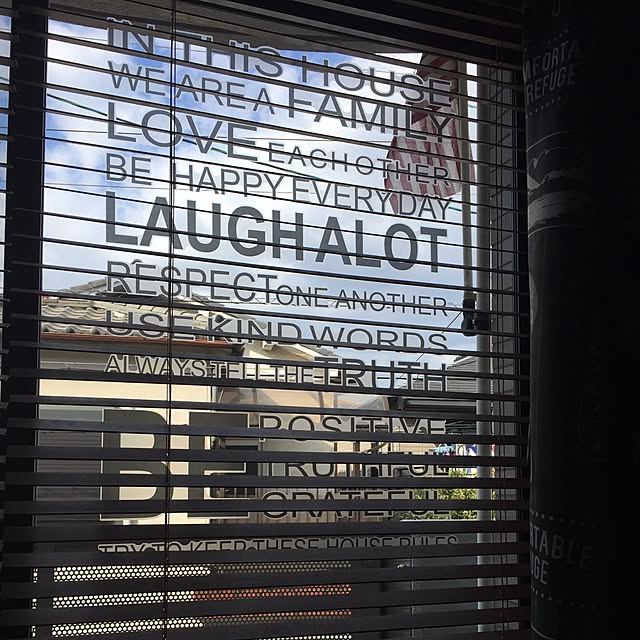 IN THIS HOUSE
WE ARE A FAMILY
LOVE EACH OTHER
BE HAPPY EVERYDAY
LAUGH A LOT
RESPECT ONE ANOTHER
USE KIND WORDS
ALWAYS TELL THE TRUTH
BE POSITIVE
TRUTHFUL
GRATEFUL
TRY TO KEEP THESE HOUSE RULES
REFUGE